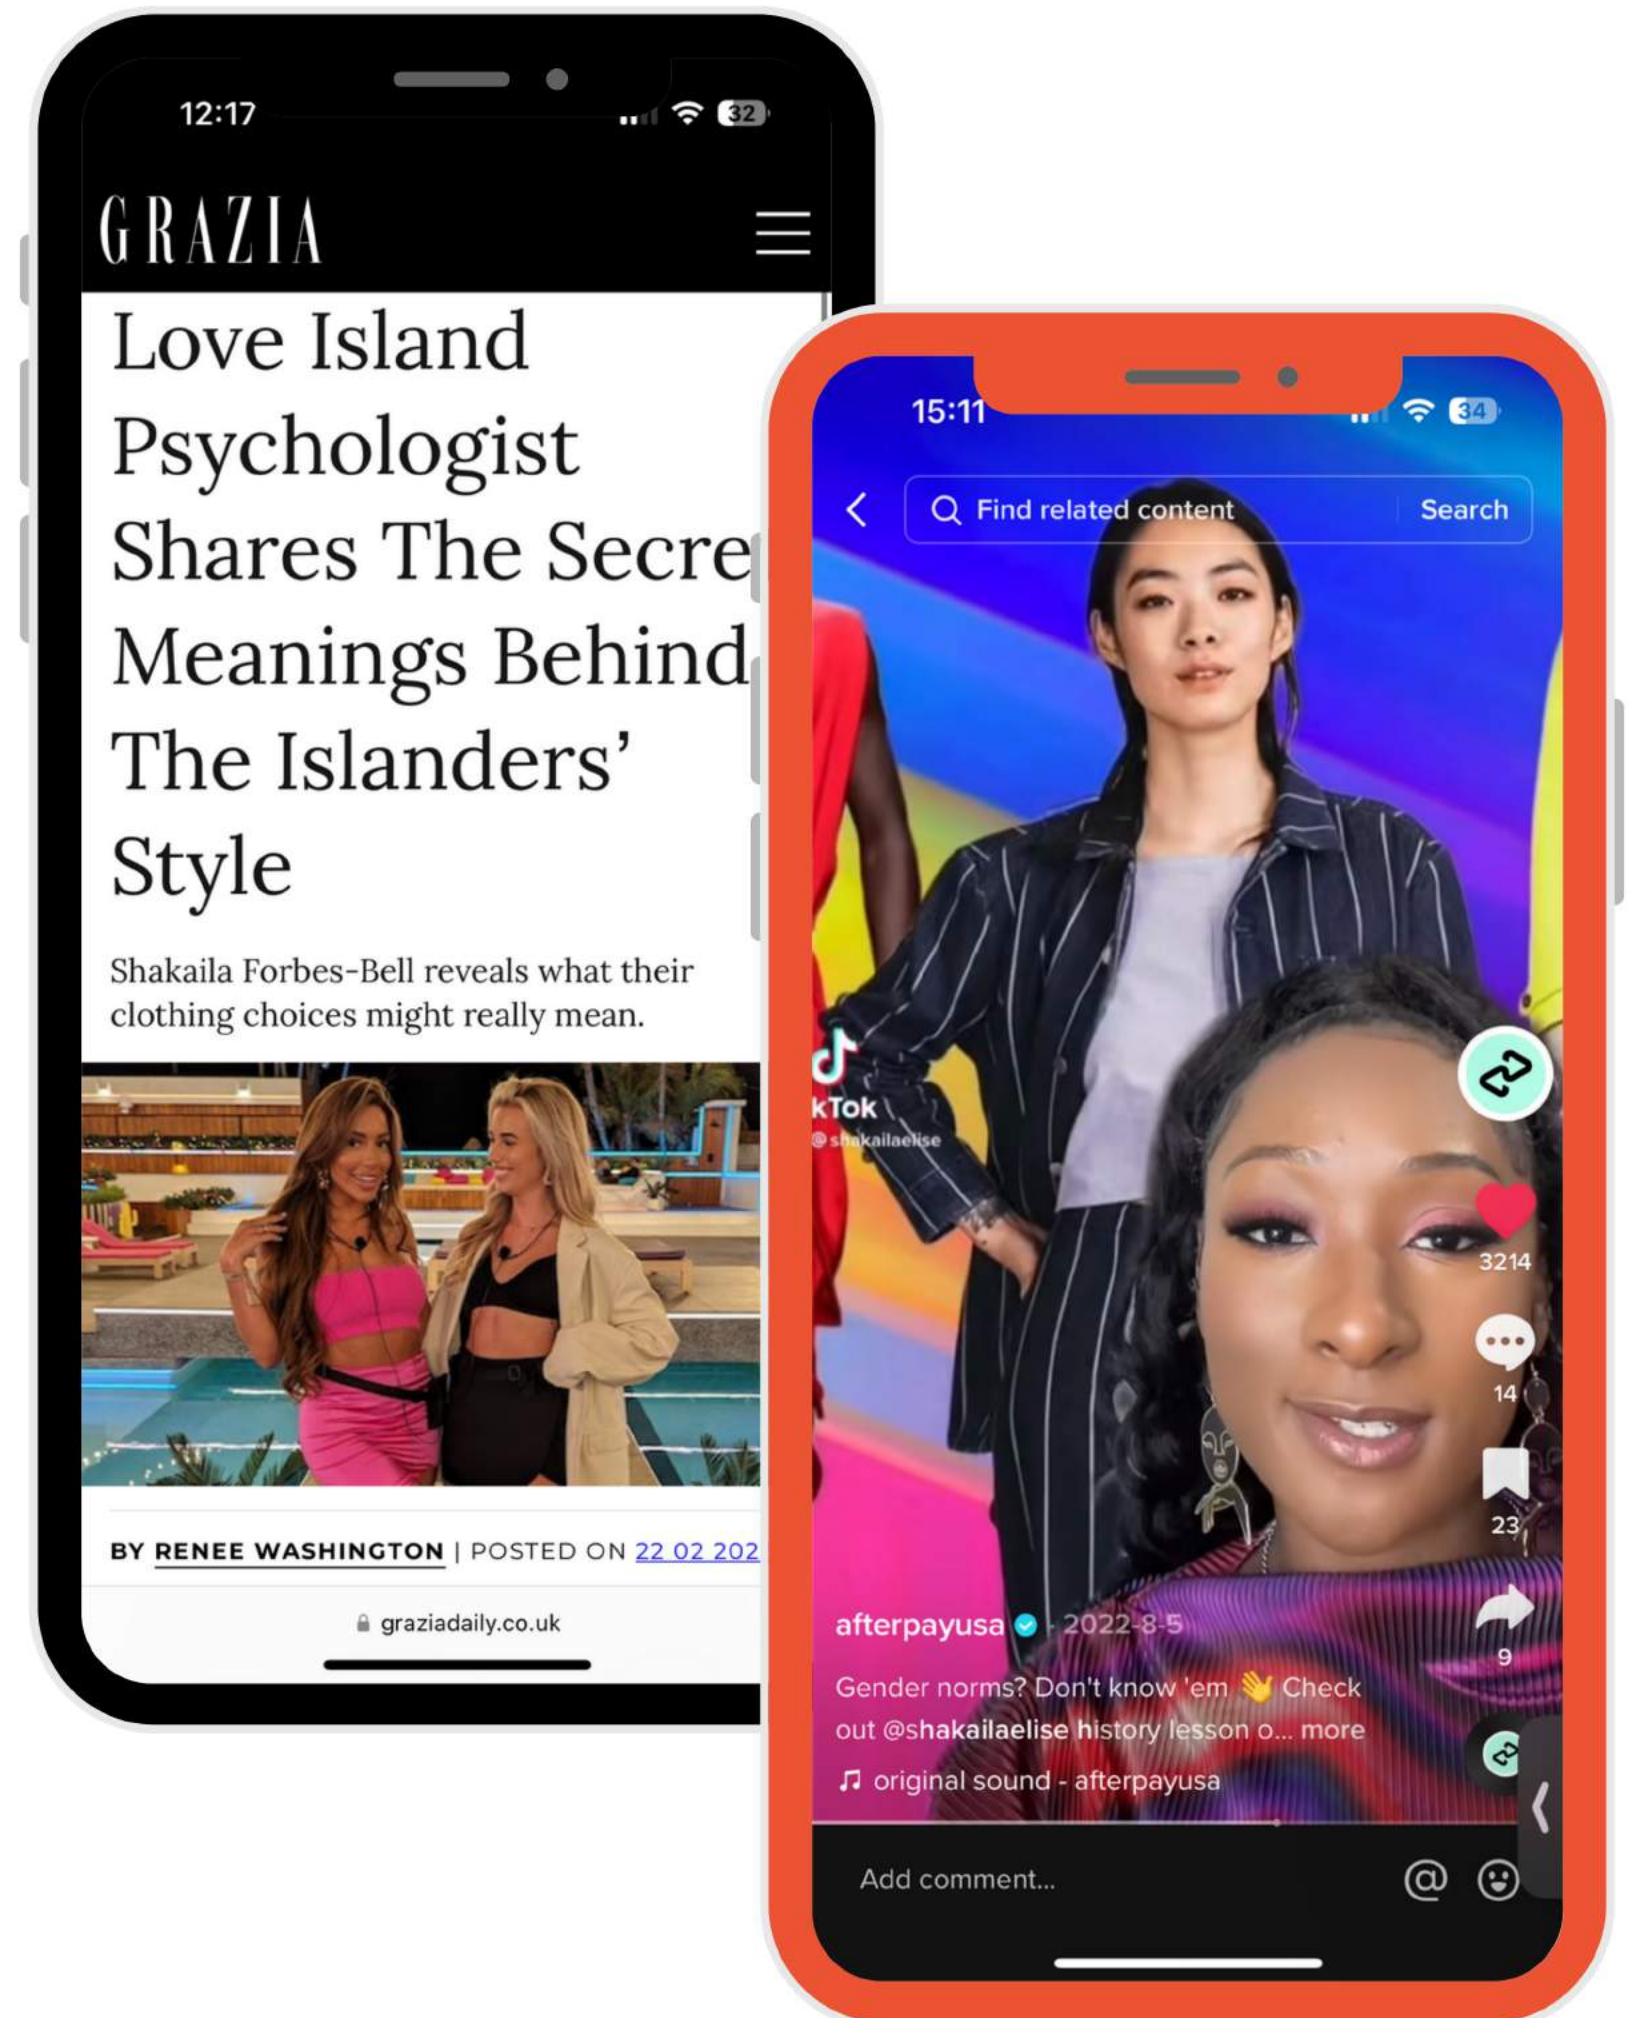 12:17
32
GRAZIA
Love Island
Psychologist
Shares The Secre
Meanings Behind
The Islanders’
Style
Shakaila Forbes-Bell reveals what their
clothing choices might really mean.
BY RENEE WASHINGTON | POSTED ON 22 02 202
graziadaily.co.uk
15:11
34
Find related content
Search
kTok
@shakailaelise
3214
14
23
9
afterpayusa · 2022-8-5
Gender norms? Don't know 'em 👋 Check
out @shakailaelise history lesson o... more
original sound - afterpayusa
Add comment...
@